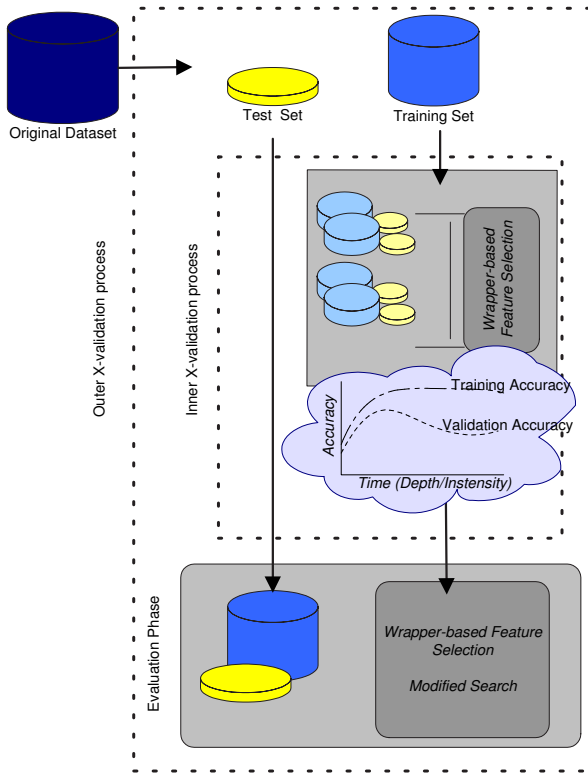 Original Dataset
Test Set
Training Set
Outer X-validation process
Inner X-validation process
Wrapper-based
Feature Selection
Training Accuracy
Validation Accuracy
Accuracy
Time (Depth/Instensity)
Evaluation Phase
Wrapper-based Feature
Selection
Modified Search